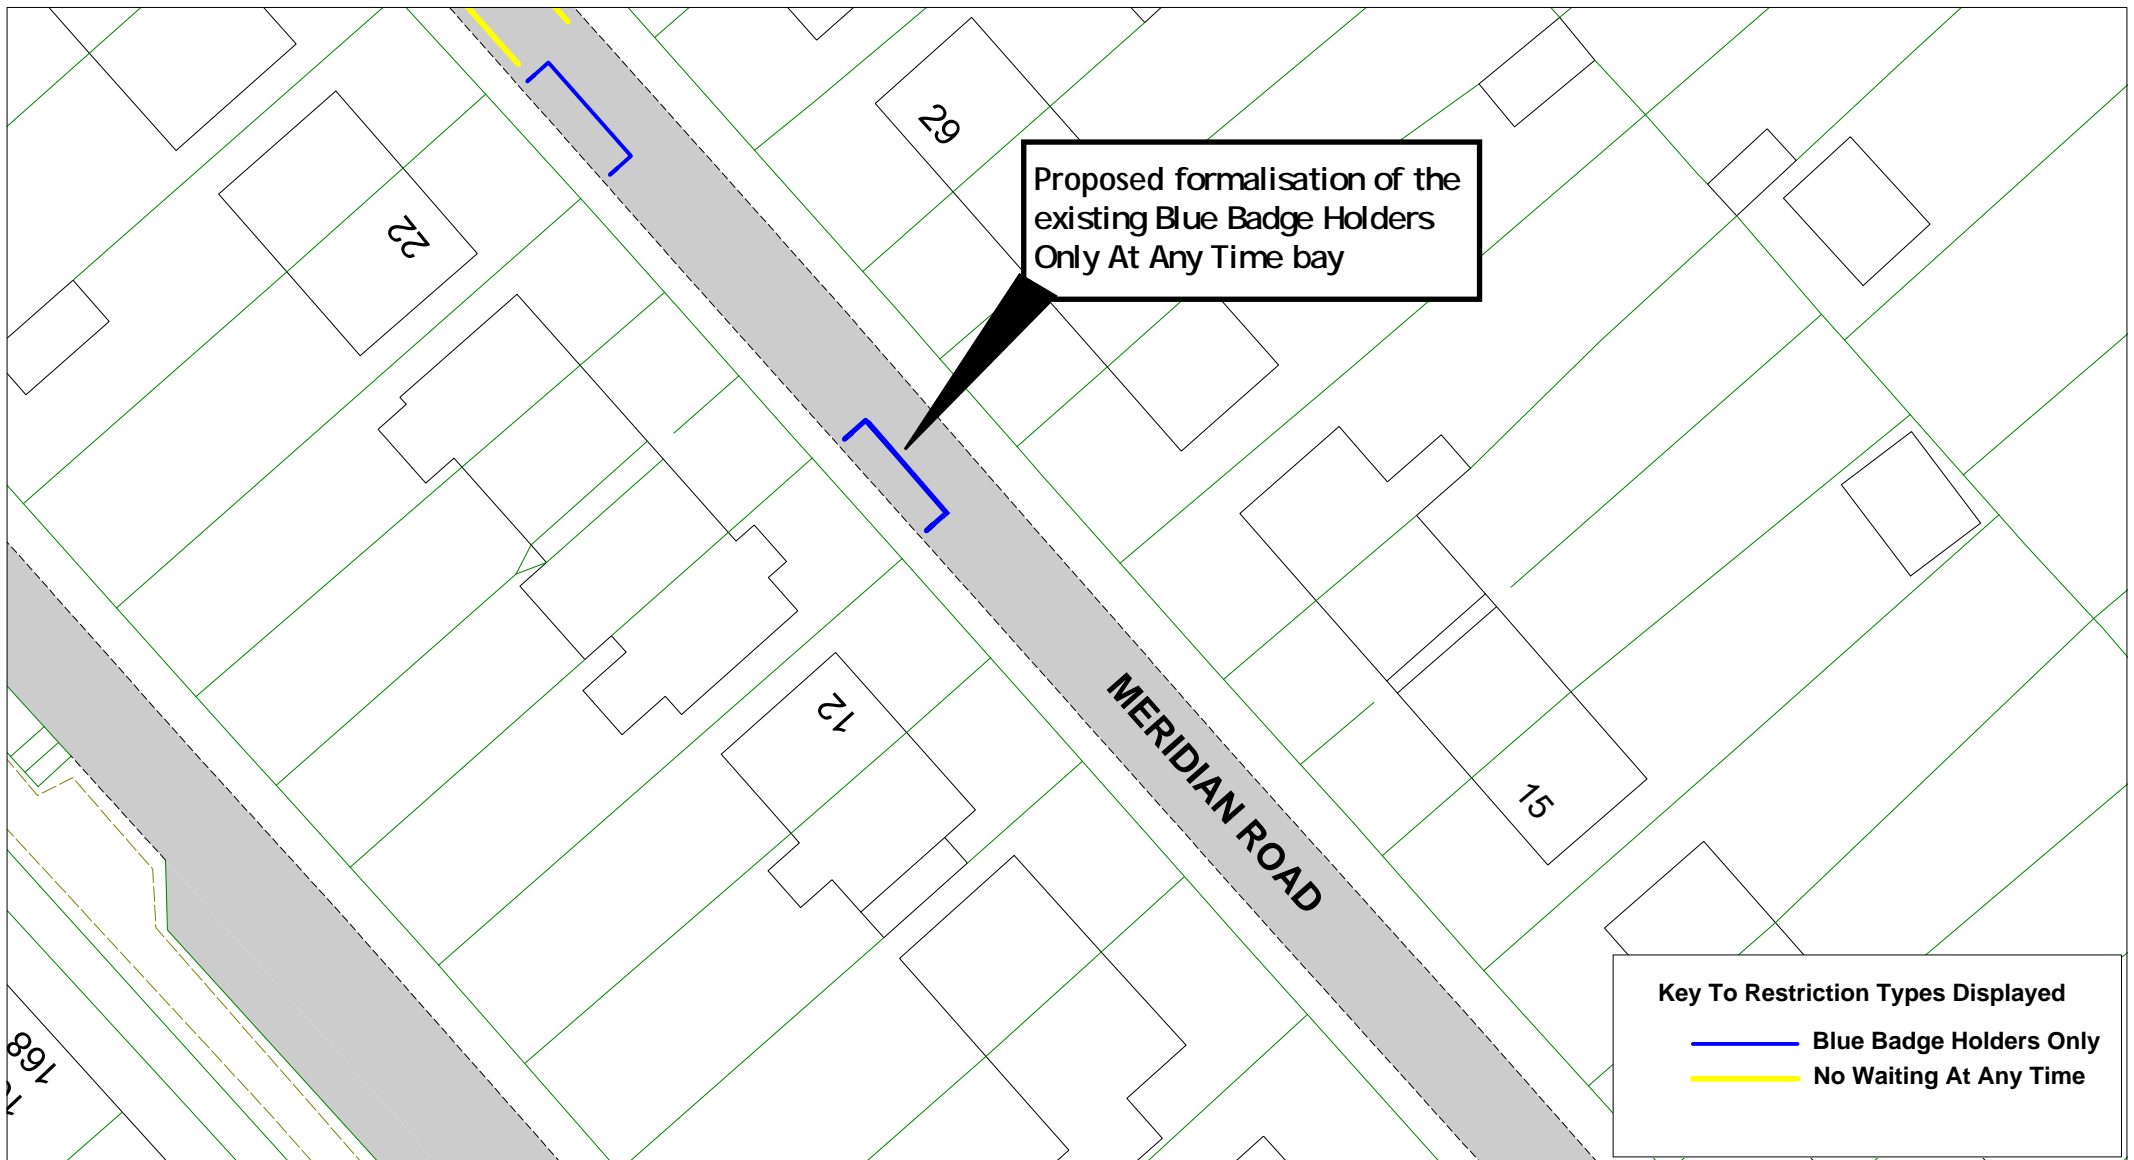 29
Proposed formalisation of the
existing Blue Badge Holders
Only At Any Time bay
22
12
MERIDIAN ROAD
15
Key To Restriction Types Displayed
Blue Badge Holders Only
No Waiting At Any Time
168